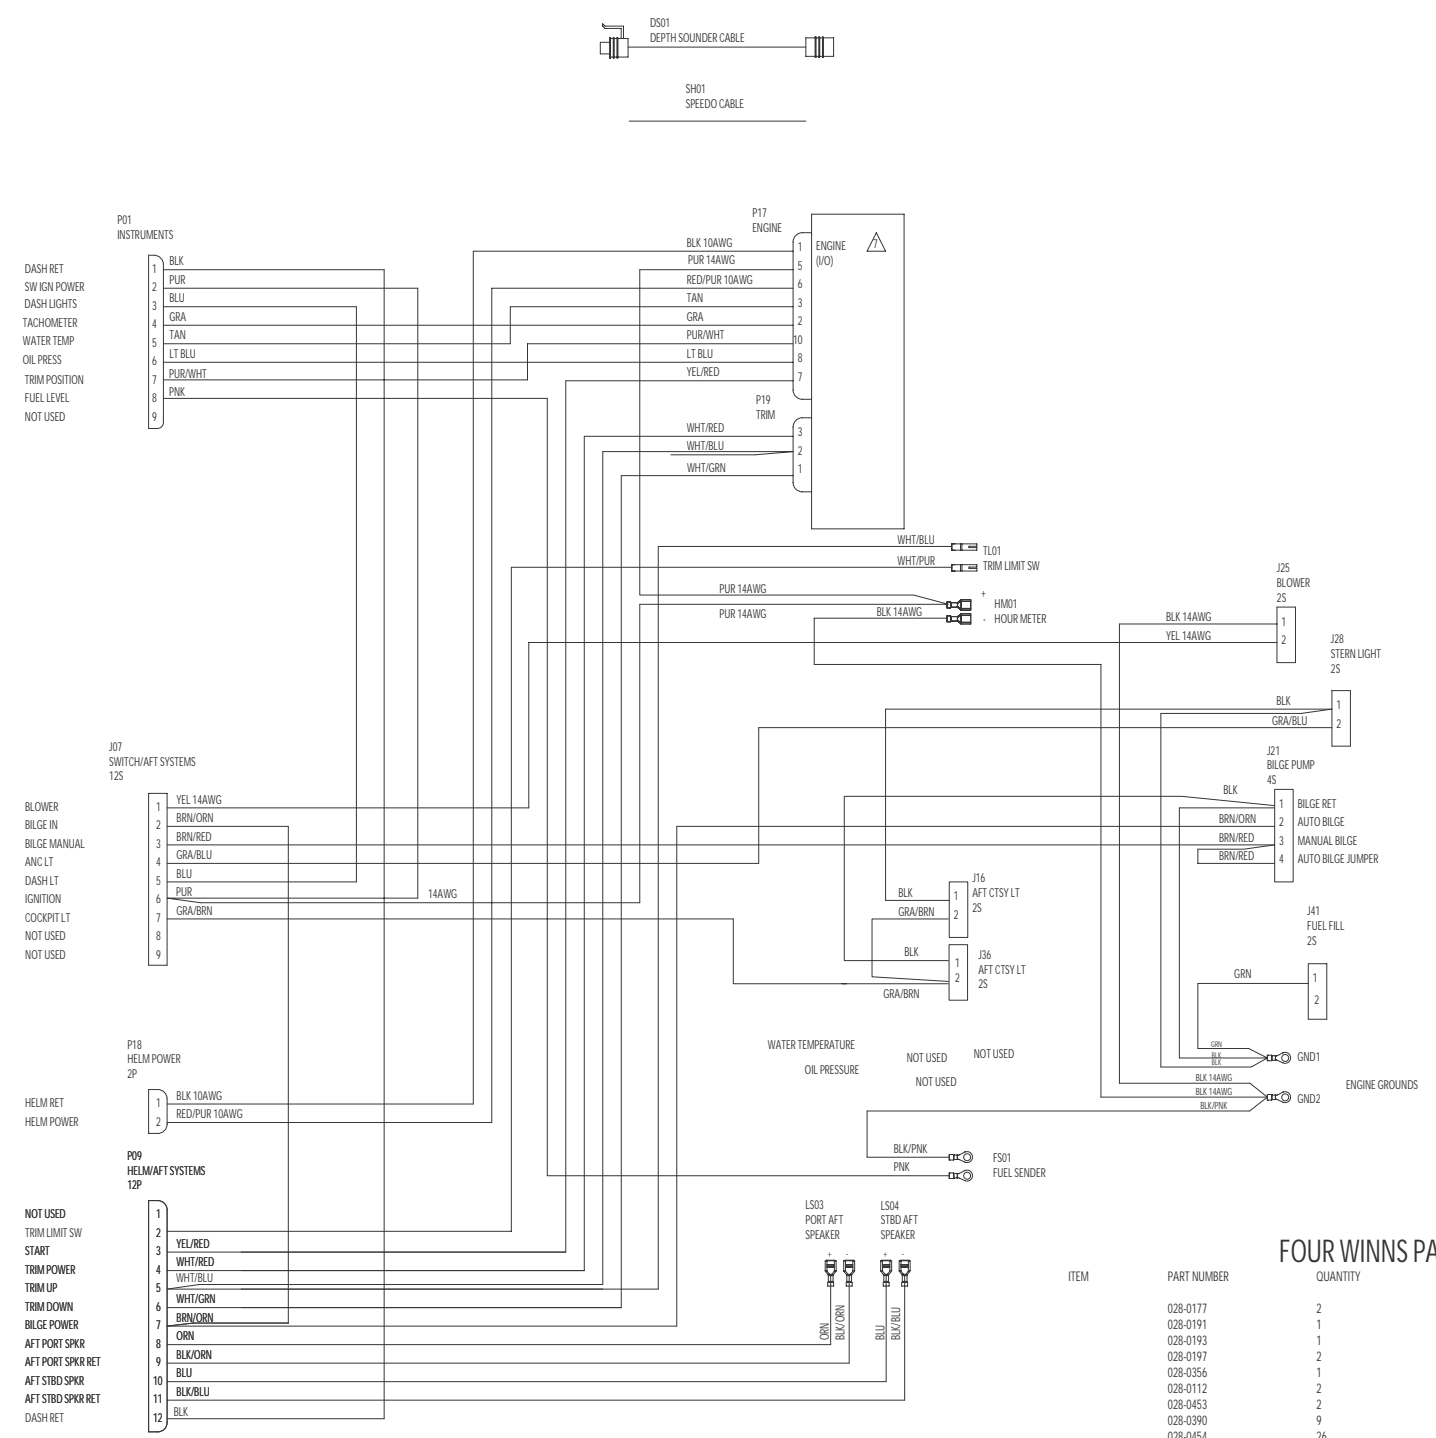 DS01
DEPTH SOUNDER CABLE
SH01
SPEEDO CABLE
P01
INSTRUMENTS
DASH RET 1 BLK
SW IGN POWER 2 PUR
DASH LIGHTS 3 BLU
TACHOMETER 4 GRA
WATER TEMP 5 TAN
OIL PRESS 6 LT BLU
TRIM POSITION 7 PUR/WHT
FUEL LEVEL 8 PNK
NOT USED 9
P17
ENGINE
BLK 10AWG 1
PUR 14AWG 5
RED/PUR 10AWG 6
TAN 3
GRA 2
PUR/WHT 10
LT BLU 8
YEL/RED 7
ENGINE
(I/O)
7
P19
TRIM
WHT/RED 3
WHT/BLU 2
WHT/GRN 1
WHT/BLU
WHT/PUR
TL01
TRIM LIMIT SW
PUR 14AWG
PUR 14AWG
BLK 14AWG
+
HM01
- HOUR METER
J25
BLOWER
2S
BLK 14AWG 1
YEL 14AWG 2
J28
STERN LIGHT
2S
BLK 1
GRA/BLU 2
J07
SWITCH/AFT SYSTEMS
12S
BLOWER 1 YEL 14AWG
BILGE IN 2 BRN/ORN
BILGE MANUAL 3 BRN/RED
ANC LT 4 GRA/BLU
DASH LT 5 BLU
IGNITION 6 PUR 14AWG
COCKPIT LT 7 GRA/BRN
NOT USED 8
NOT USED 9
J21
BILGE PUMP
4S
BLK 1 BILGE RET
BRN/ORN 2 AUTO BILGE
BRN/RED 3 MANUAL BILGE
BRN/RED 4 AUTO BILGE JUMPER
J16
AFT CTSY LT
2S
BLK 1
GRA/BRN 2
J36
AFT CTSY LT
2S
BLK 1
2
GRA/BRN
J41
FUEL FILL
2S
GRN 1
2
P18
HELM POWER
2P
HELM RET 1 BLK 10AWG
HELM POWER 2 RED/PUR 10AWG
WATER TEMPERATURE
OIL PRESSURE
NOT USED
NOT USED
NOT USED
GRN
BLK
BLK
GND1
BLK 14AWG
BLK 14AWG
BLK/PNK
GND2
ENGINE GROUNDS
BLK/PNK
PNK
FS01
FUEL SENDER
P09
HELM/AFT SYSTEMS
12P
NOT USED 1
TRIM LIMIT SW 2
START 3 YEL/RED
TRIM POWER 4 WHT/RED
TRIM UP 5 WHT/BLU
TRIM DOWN 6 WHT/GRN
BILGE POWER 7 BRN/ORN
AFT PORT SPKR 8 ORN
AFT PORT SPKR RET 9 BLK/ORN
AFT STBD SPKR 10 BLU
AFT STBD SPKR RET 11 BLK/BLU
DASH RET 12 BLK
LS03
PORT AFT
SPEAKER
+ -
ORN
BLK/ORN
LS04
STBD AFT
SPEAKER
+ -
BLU
BLK/BLU
FOUR WINNS PA
ITEM PART NUMBER QUANTITY
028-0177 2
028-0191 1
028-0193 1
028-0197 2
028-0356 1
028-0112 2
028-0453 2
028-0390 9
028-0454 26